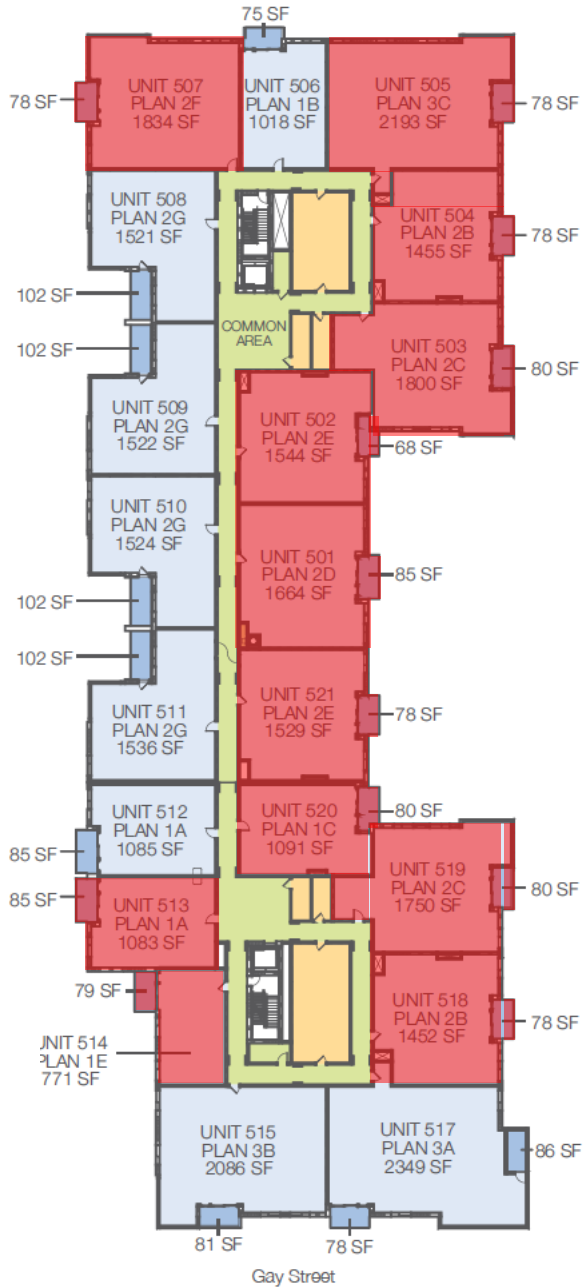 75 SF
UNIT 507
PLAN 2F
1834 SF
UNIT 506
PLAN 1B
1018 SF
UNIT 505
PLAN 3C
2193 SF
78 SF
78 SF
UNIT 508
PLAN 2G
1521 SF
UNIT 504
PLAN 2B
1455 SF
78 SF
102 SF
COMMON
AREA
102 SF
UNIT 503
PLAN 2C
1800 SF
80 SF
UNIT 509
PLAN 2G
1522 SF
UNIT 502
PLAN 2E
1544 SF
68 SF
UNIT 510
PLAN 2G
1524 SF
UNIT 501
PLAN 2D
1664 SF
85 SF
102 SF
102 SF
UNIT 511
PLAN 2G
1536 SF
UNIT 521
PLAN 2E
1529 SF
78 SF
UNIT 512
PLAN 1A
1085 SF
UNIT 520
PLAN 1C
1091 SF
80 SF
85 SF
85 SF
UNIT 513
PLAN 1A
1083 SF
UNIT 519
PLAN 2C
1750 SF
80 SF
79 SF
UNIT 514
PLAN 1E
771 SF
UNIT 518
PLAN 2B
1452 SF
78 SF
UNIT 515
PLAN 3B
2086 SF
UNIT 517
PLAN 3A
2349 SF
86 SF
81 SF
78 SF
Gay Street